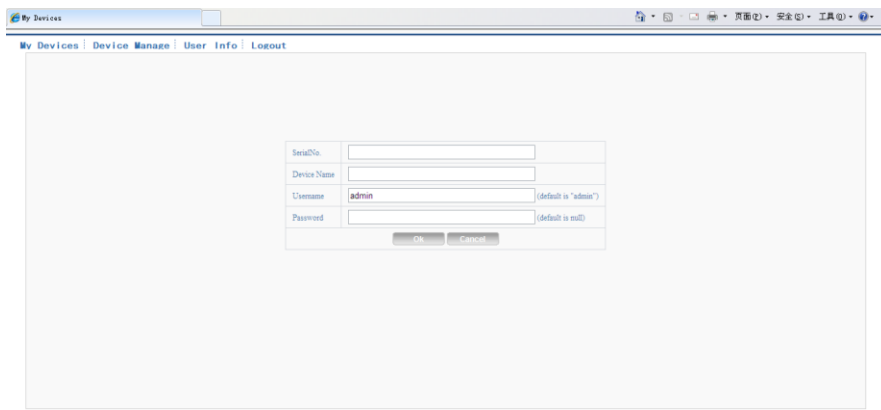 My Devices
页面(P) 安全(S) 工具(O)
My Devices Device Manage User Info Logout
SerialNo.
Device Name
Username admin (default is "admin")
Password (default is null)
Ok Cancel